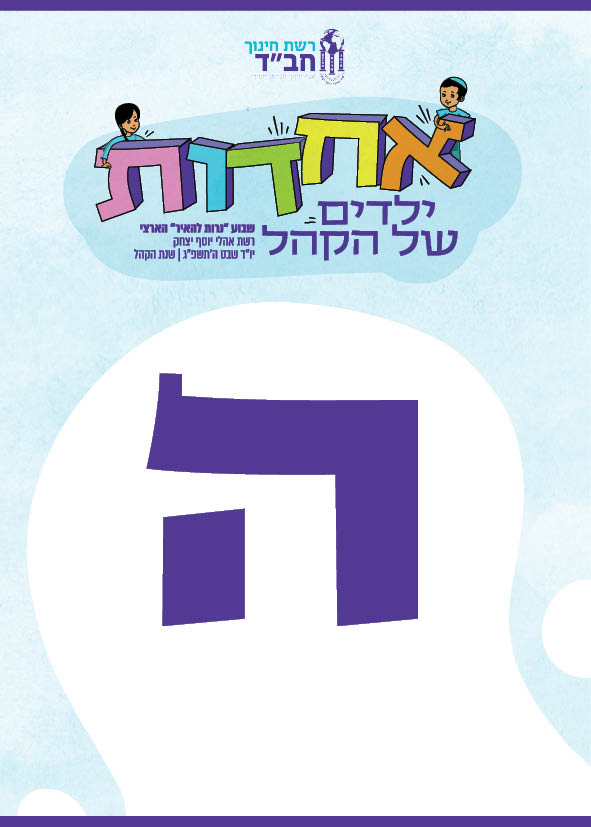 רשת חינוך
חב״ד
אחדות
ילדים
של הקהל
שבוע "נרות להאיר" הארצי
רשת אהלי יוסף יצחק
יו"ד שבט ה'תשפ"ג | שנת הקהל
ה